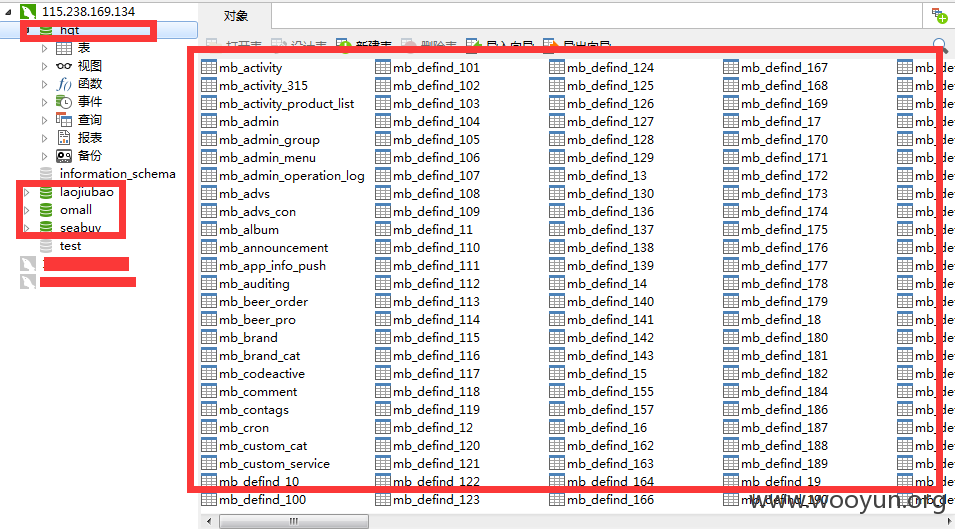 115.238.169.134
hqt
表
视图
函数
事件
查询
报表
备份
information_schema
laojiubao
omall
seabuy
test
对象
打开表 设计表 新建表 删除表 导入向导 导出向导
mb_activity
mb_activity_315
mb_activity_product_list
mb_admin
mb_admin_group
mb_admin_menu
mb_admin_operation_log
mb_advs
mb_advs_con
mb_album
mb_announcement
mb_app_info_push
mb_auditing
mb_beer_order
mb_beer_pro
mb_brand
mb_brand_cat
mb_codeactive
mb_comment
mb_contags
mb_cron
mb_custom_cat
mb_custom_service
mb_defind_10
mb_defind_100
mb_defind_101
mb_defind_102
mb_defind_103
mb_defind_104
mb_defind_105
mb_defind_106
mb_defind_107
mb_defind_108
mb_defind_109
mb_defind_11
mb_defind_110
mb_defind_111
mb_defind_112
mb_defind_113
mb_defind_114
mb_defind_115
mb_defind_116
mb_defind_117
mb_defind_118
mb_defind_119
mb_defind_12
mb_defind_120
mb_defind_121
mb_defind_122
mb_defind_123
mb_defind_124
mb_defind_125
mb_defind_126
mb_defind_127
mb_defind_128
mb_defind_129
mb_defind_13
mb_defind_130
mb_defind_136
mb_defind_137
mb_defind_138
mb_defind_139
mb_defind_14
mb_defind_140
mb_defind_141
mb_defind_142
mb_defind_143
mb_defind_15
mb_defind_155
mb_defind_157
mb_defind_16
mb_defind_162
mb_defind_163
mb_defind_164
mb_defind_166
mb_defind_167
mb_defind_168
mb_defind_169
mb_defind_17
mb_defind_170
mb_defind_171
mb_defind_172
mb_defind_173
mb_defind_174
mb_defind_175
mb_defind_176
mb_defind_177
mb_defind_178
mb_defind_179
mb_defind_18
mb_defind_180
mb_defind_181
mb_defind_182
mb_defind_184
mb_defind_186
mb_defind_187
mb_defind_188
mb_defind_189
mb_defind_19
mb_defind_190
www.wooyun.org